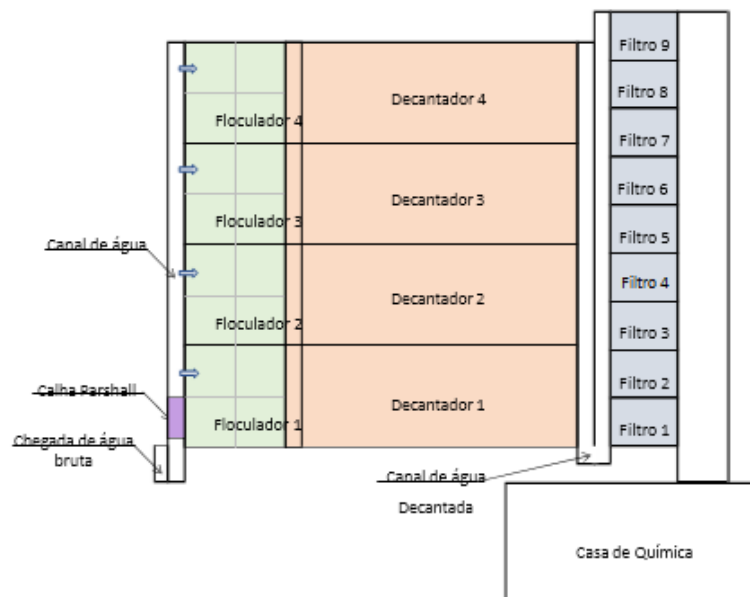 Filtro 9
Decantador 4
Filtro 8
Floculador 4
Filtro 7
Decantador 3
Filtro 6
Floculador 3
Filtro 5
Canal de água
Filtro 4
Decantador 2
Floculador 2
Filtro 3
Calha Parshall
Filtro 2
Decantador 1
Floculador 1
Filtro 1
Chegada de água
bruta
Canal de água
Decantada
Casa de Química